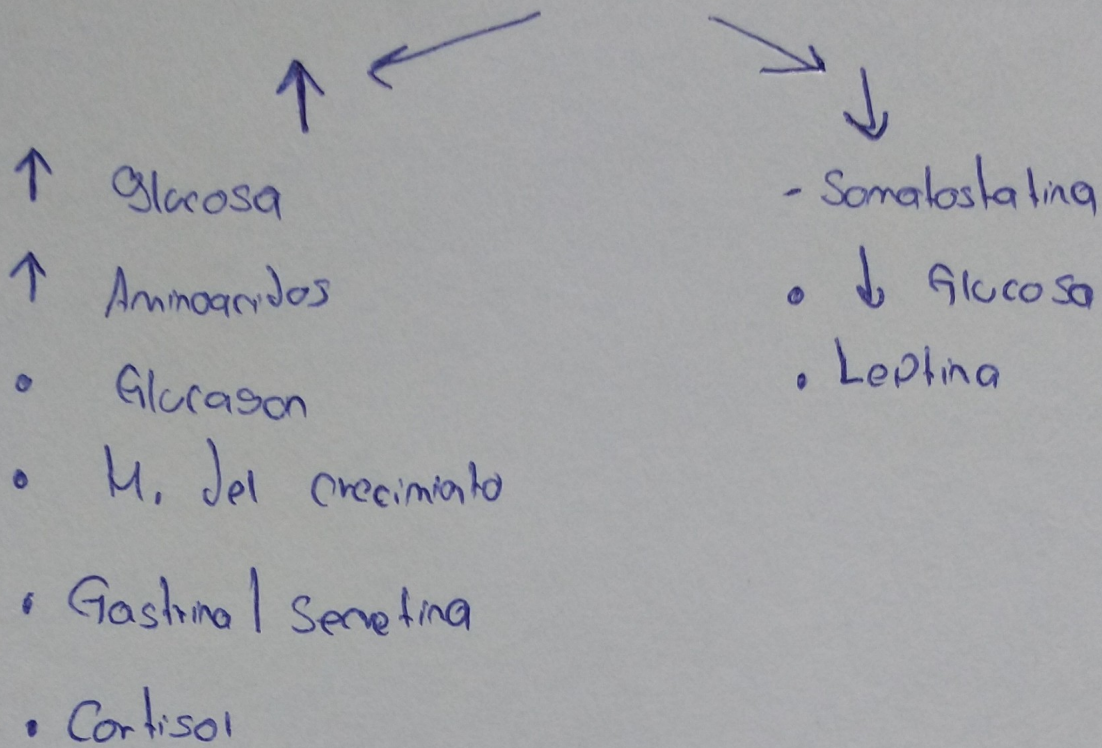 ↑
↑ Glucosa
↑ Aminoacidos
• Glucagon
• H. del crecimiento
• Gastrina / Secretina
• Cortisol
↓
- Somatostatina
• ↓ Glucosa
• Leptina